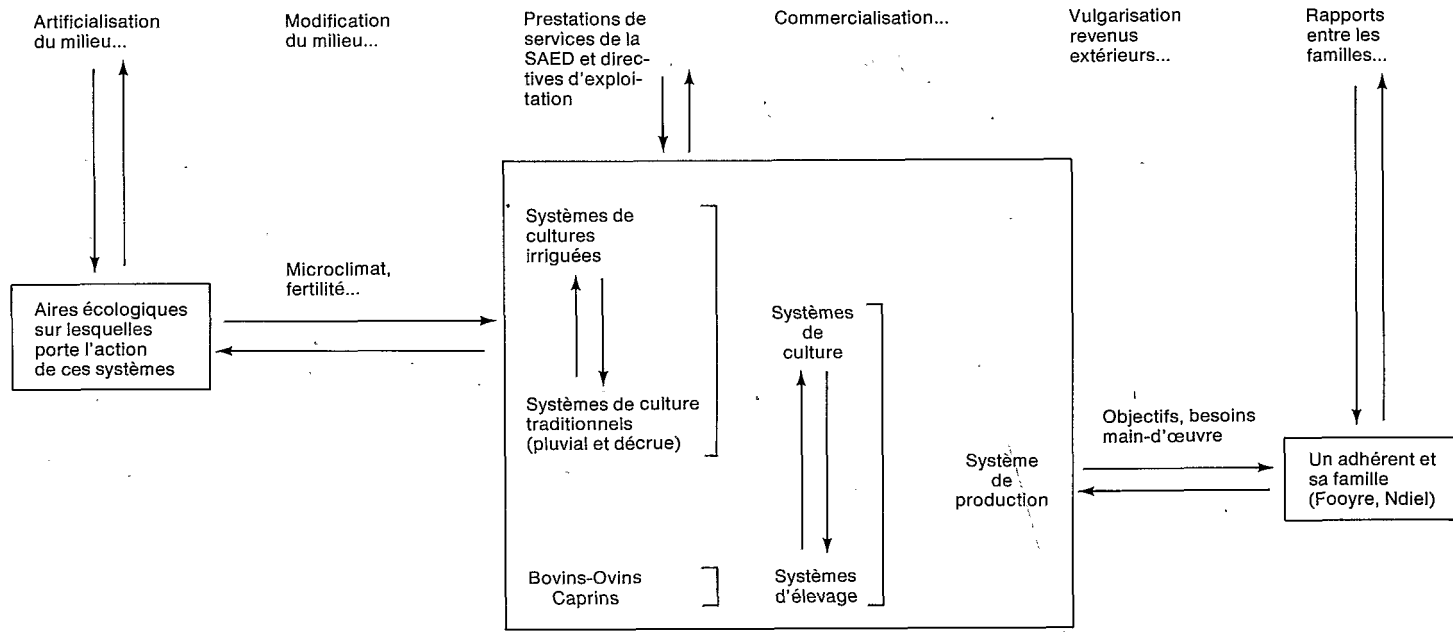 Artificialisation
du milieu...
Modification
du milieu...
Prestations de
services de la
SAED et direc-
tives d'exploi-
tation
Commercialisation...
Vulgarisation
revenus
extérieurs...
Rapports
entre les
familles...
Microclimat,
fertilité...
Aires écologiques
sur lesquelles
porte l'action
de ces systèmes
Systèmes de
cultures
irriguées
Systèmes de culture
traditionnels
(pluvial et décrue)
Systèmes
de
culture
Bovins-Ovins
Caprins
Systèmes
d'élevage
Système
de
production
Objectifs, besoins
main-d'œuvre
Un adhérent et
sa famille
(Fooyre, Ndiel)